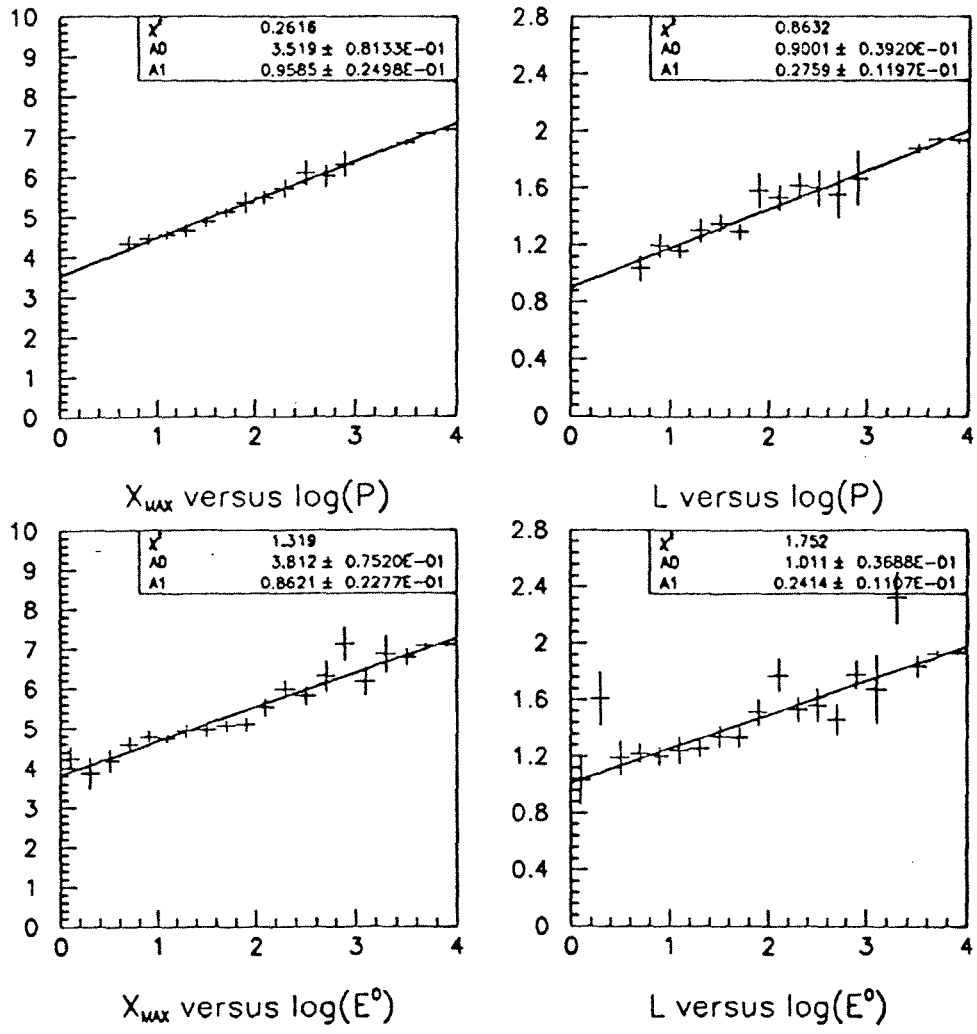 10
9
8
7
6
5
4
3
2
1
0
0 1 2 3 4
χ² 0.2616
A0 3.519 ± 0.8133E-01
A1 0.9585 ± 0.2498E-01
X_MAX versus log(P)
2.8
2.4
2
1.6
1.2
0.8
0.4
0
0 1 2 3 4
χ² 0.8632
A0 0.9001 ± 0.3920E-01
A1 0.2759 ± 0.1197E-01
L versus log(P)
10
9
8
7
6
5
4
3
2
1
0
0 1 2 3 4
χ² 1.319
A0 3.812 ± 0.7520E-01
A1 0.8621 ± 0.2277E-01
X_MAX versus log(E⁰)
2.8
2.4
2
1.6
1.2
0.8
0.4
0
0 1 2 3 4
χ² 1.752
A0 1.011 ± 0.3688E-01
A1 0.2414 ± 0.1107E-01
L versus log(E⁰)